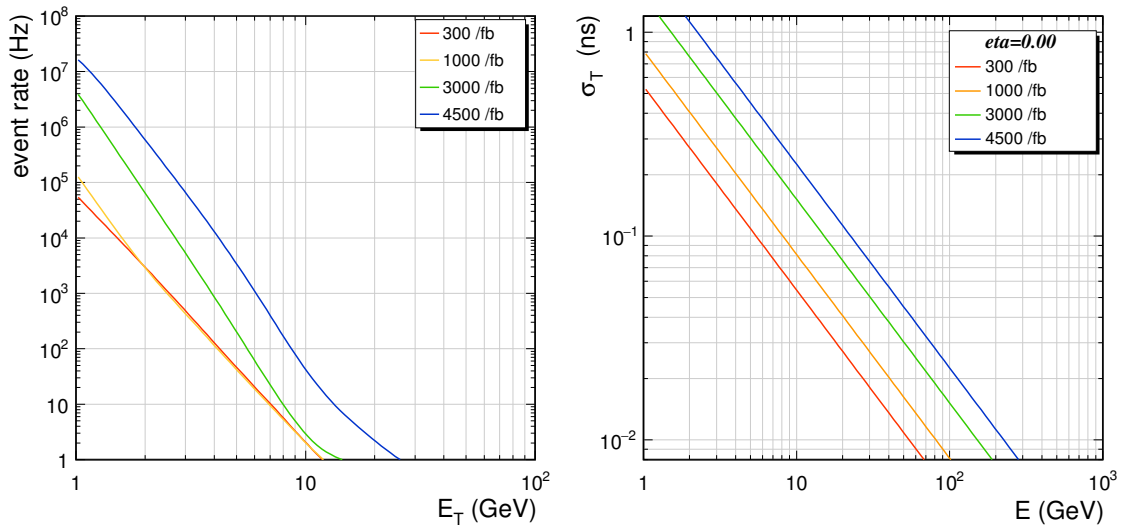 event rate (Hz)
10^8
10^7
10^6
10^5
10^4
10^3
10^2
10
1
300 /fb
1000 /fb
3000 /fb
4500 /fb
1
10
10^2
E_T (GeV)
σ_T (ns)
1
10^−1
10^−2
eta=0.00
300 /fb
1000 /fb
3000 /fb
4500 /fb
1
10
10^2
10^3
E (GeV)